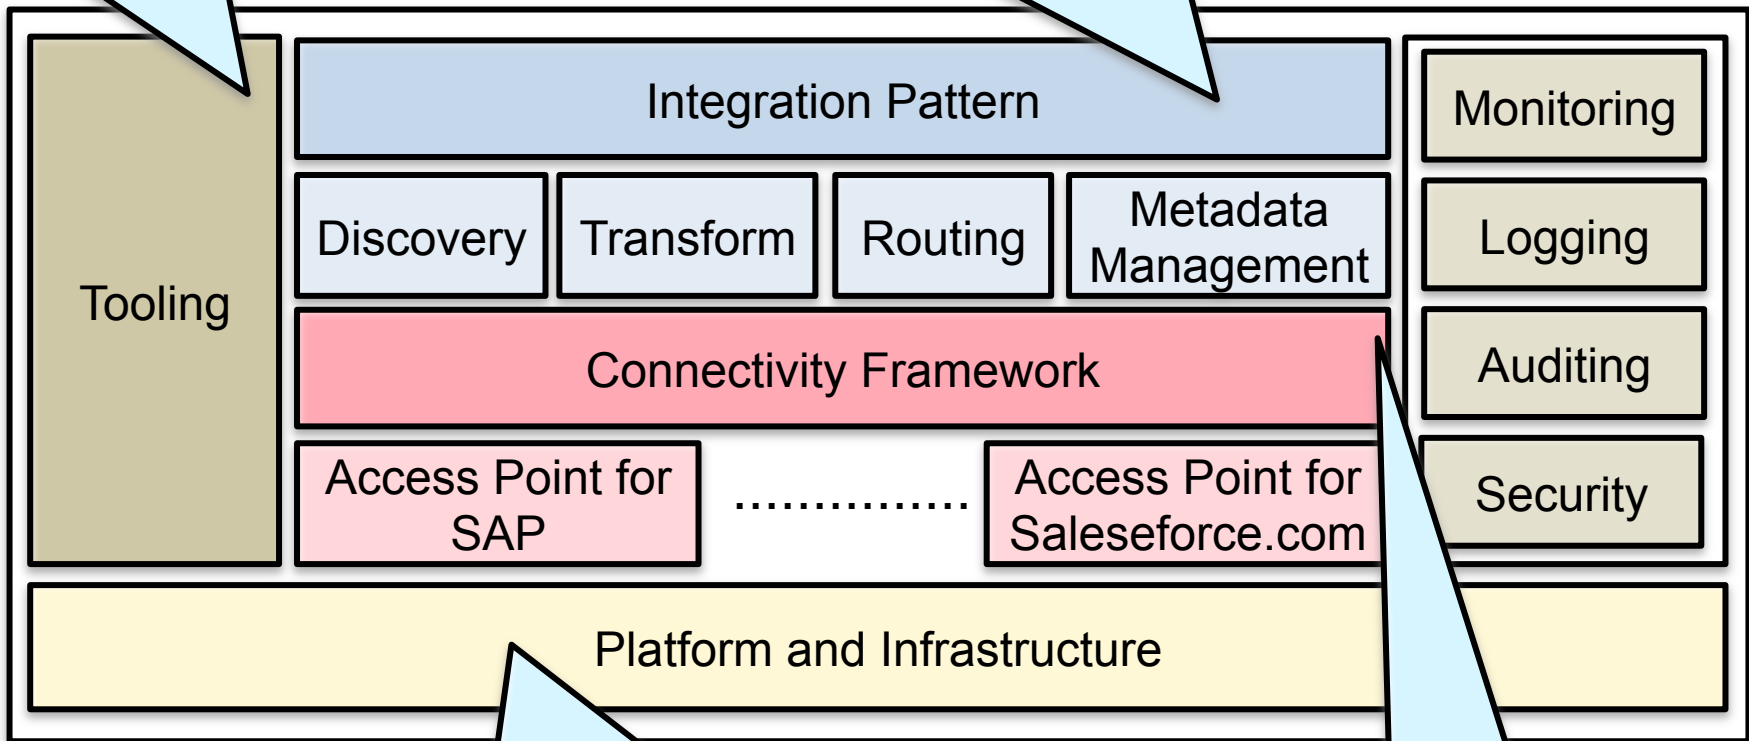 Tooling
Integration Pattern
Discovery
Transform
Routing
Metadata
Management
Connectivity Framework
Access Point for
SAP
...............
Access Point for
Saleseforce.com
Monitoring
Logging
Auditing
Security
Platform and Infrastructure